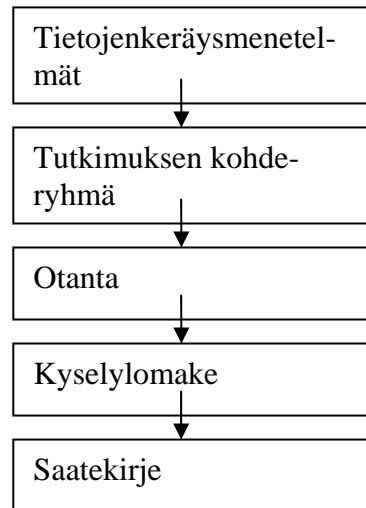 Tietojenkeräysmenetel-
mät
Tutkimuksen kohde-
ryhmä
Otanta
Kyselylomake
Saatekirje